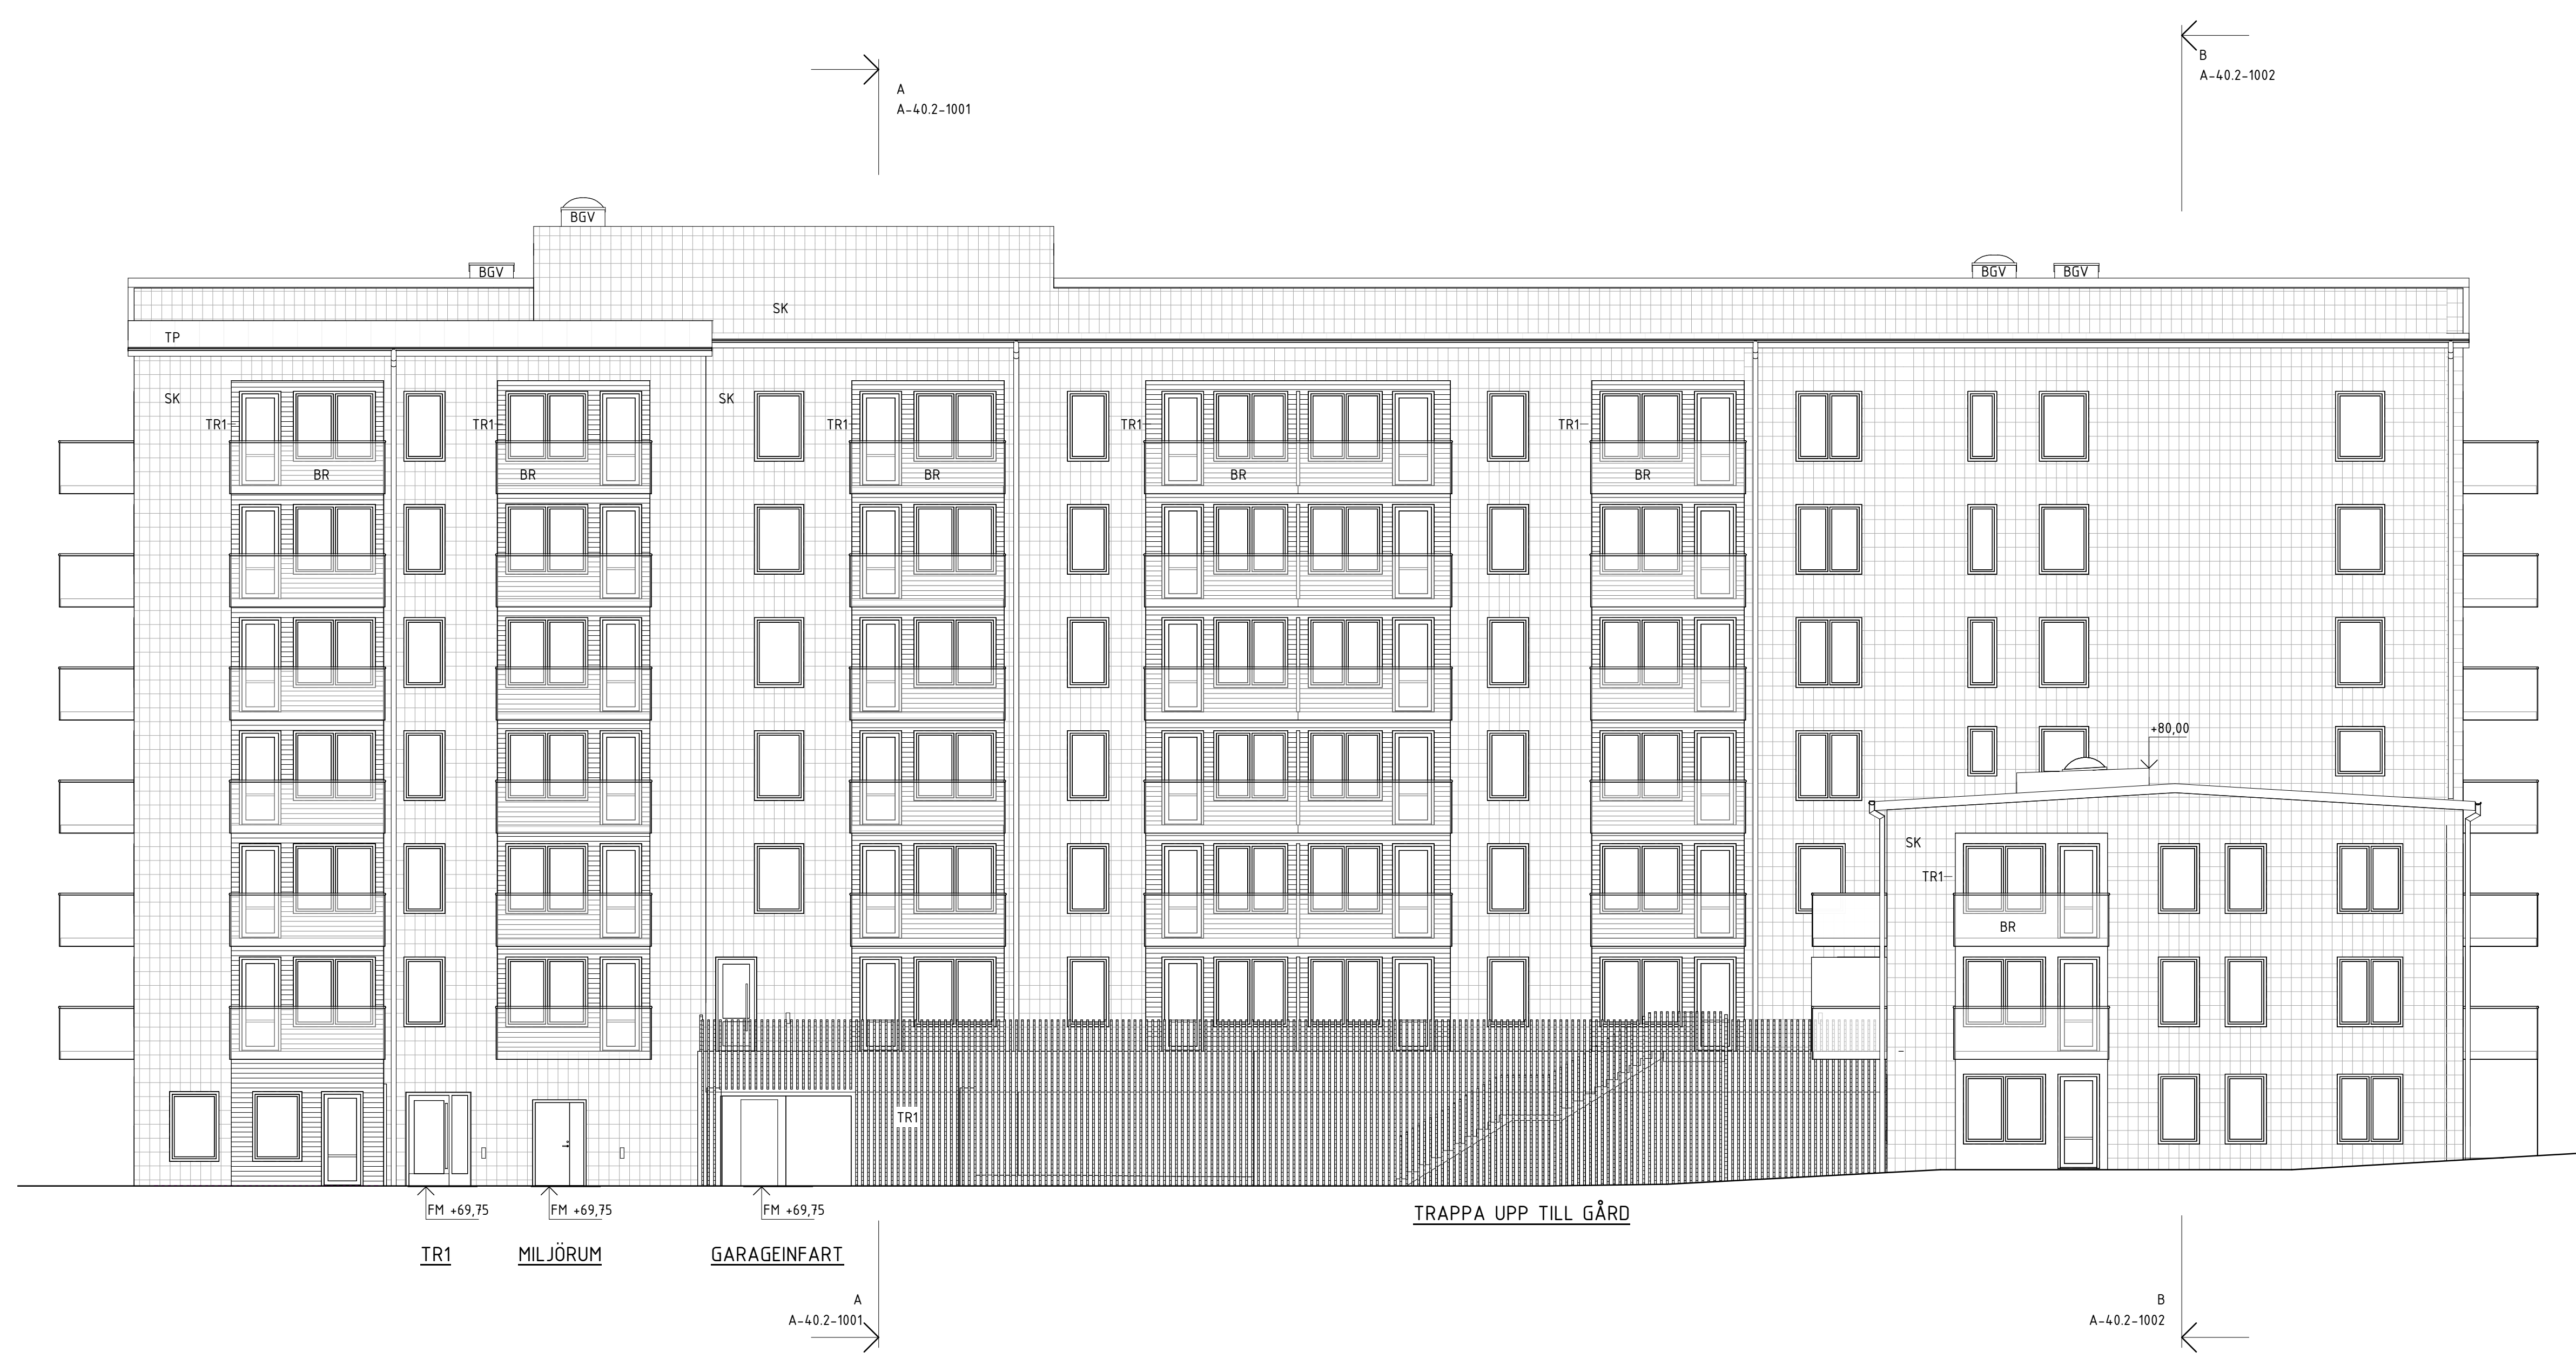 B
A-40.2-1002
A
A-40.2-1001
BGV
BGV
BGV
BGV
SK
TP
SK
SK
TR1
TR1
TR1
TR1
TR1
BR
BR
BR
BR
BR
+80,00
SK
TR1
BR
TR1
FM +69,75
FM +69,75
FM +69,75
TRAPPA UPP TILL GÅRD
TR1
MILJÖRUM
GARAGEINFART
A
A-40.2-1001
B
A-40.2-1002